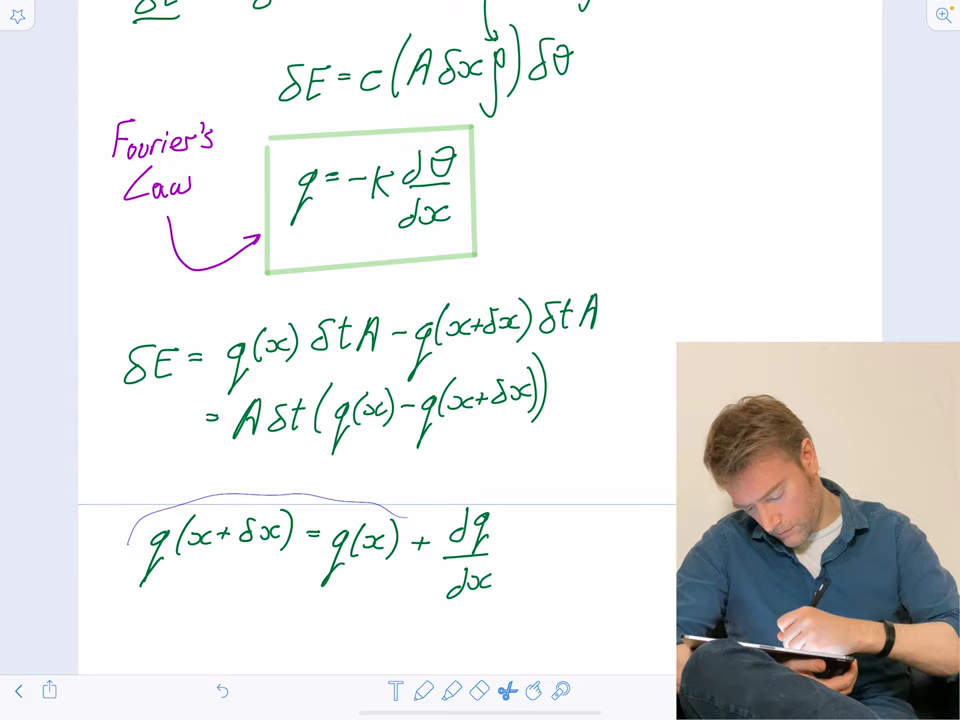 δE = c(Aδxρ)δθ
Fourier's
Law
q = -k dθ/dx
δE = q(x) δtA - q(x+δx) δtA
= Aδt(q(x) - q(x+δx))
q(x+δx) = q(x) + dq/dx